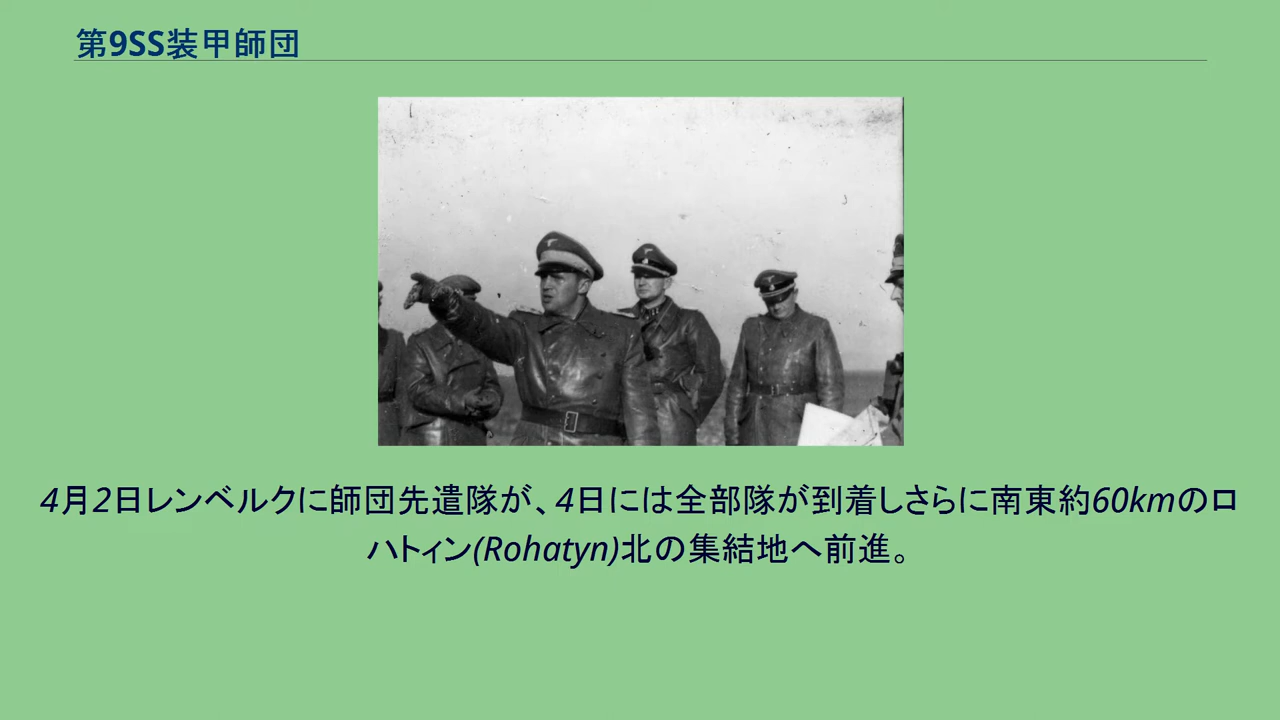 第9SS装甲師団
4月2日レンベルクに師団先遣隊が、4日には全部隊が到着しさらに南東約60kmのロ
ハトィン(Rohatyn)北の集結地へ前進。